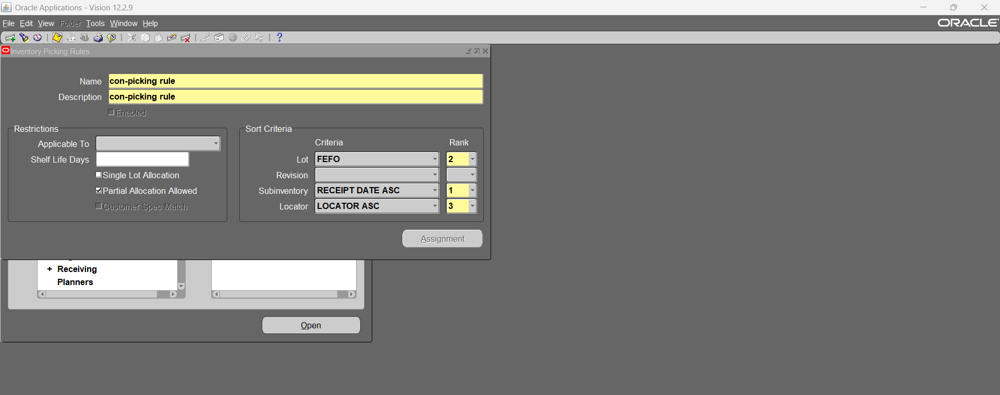 Oracle Applications - Vision 12.2.9
File Edit View Folder Tools Window Help
ORACLE
Inventory Picking Rules
Name con-picking rule
Description con-picking rule
Enabled
Restrictions
Applicable To
Shelf Life Days
Single Lot Allocation
Partial Allocation Allowed
Customer Spec Match
Sort Criteria
Criteria Rank
Lot FEFO 2
Revision
Subinventory RECEIPT DATE ASC 1
Locator LOCATOR ASC 3
Assignment
+ Receiving
Planners
Open